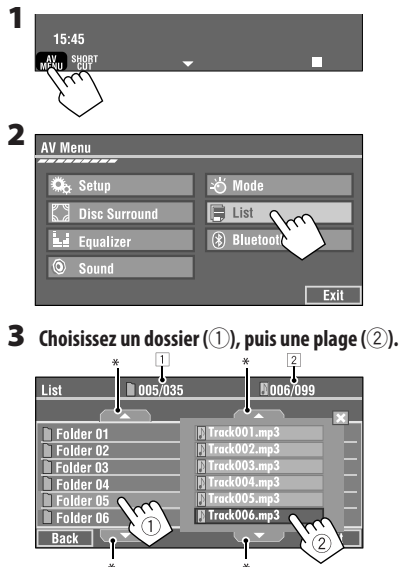 1
15:45
AV MENU SHORT CUT
2
AV Menu
Setup Mode
Disc Surround List
Equalizer
Sound
Exit
3 Choisissez un dossier (①), puis une plage (②).
* 1 * 2
List 005/035 006/099
Folder 01 Track001.mp3
Folder 02 Track002.mp3
Folder 03 Track003.mp3
Folder 04 Track004.mp3
Folder 05 Track005.mp3
Folder 06 Track006.mp3
① ②
Back
* *